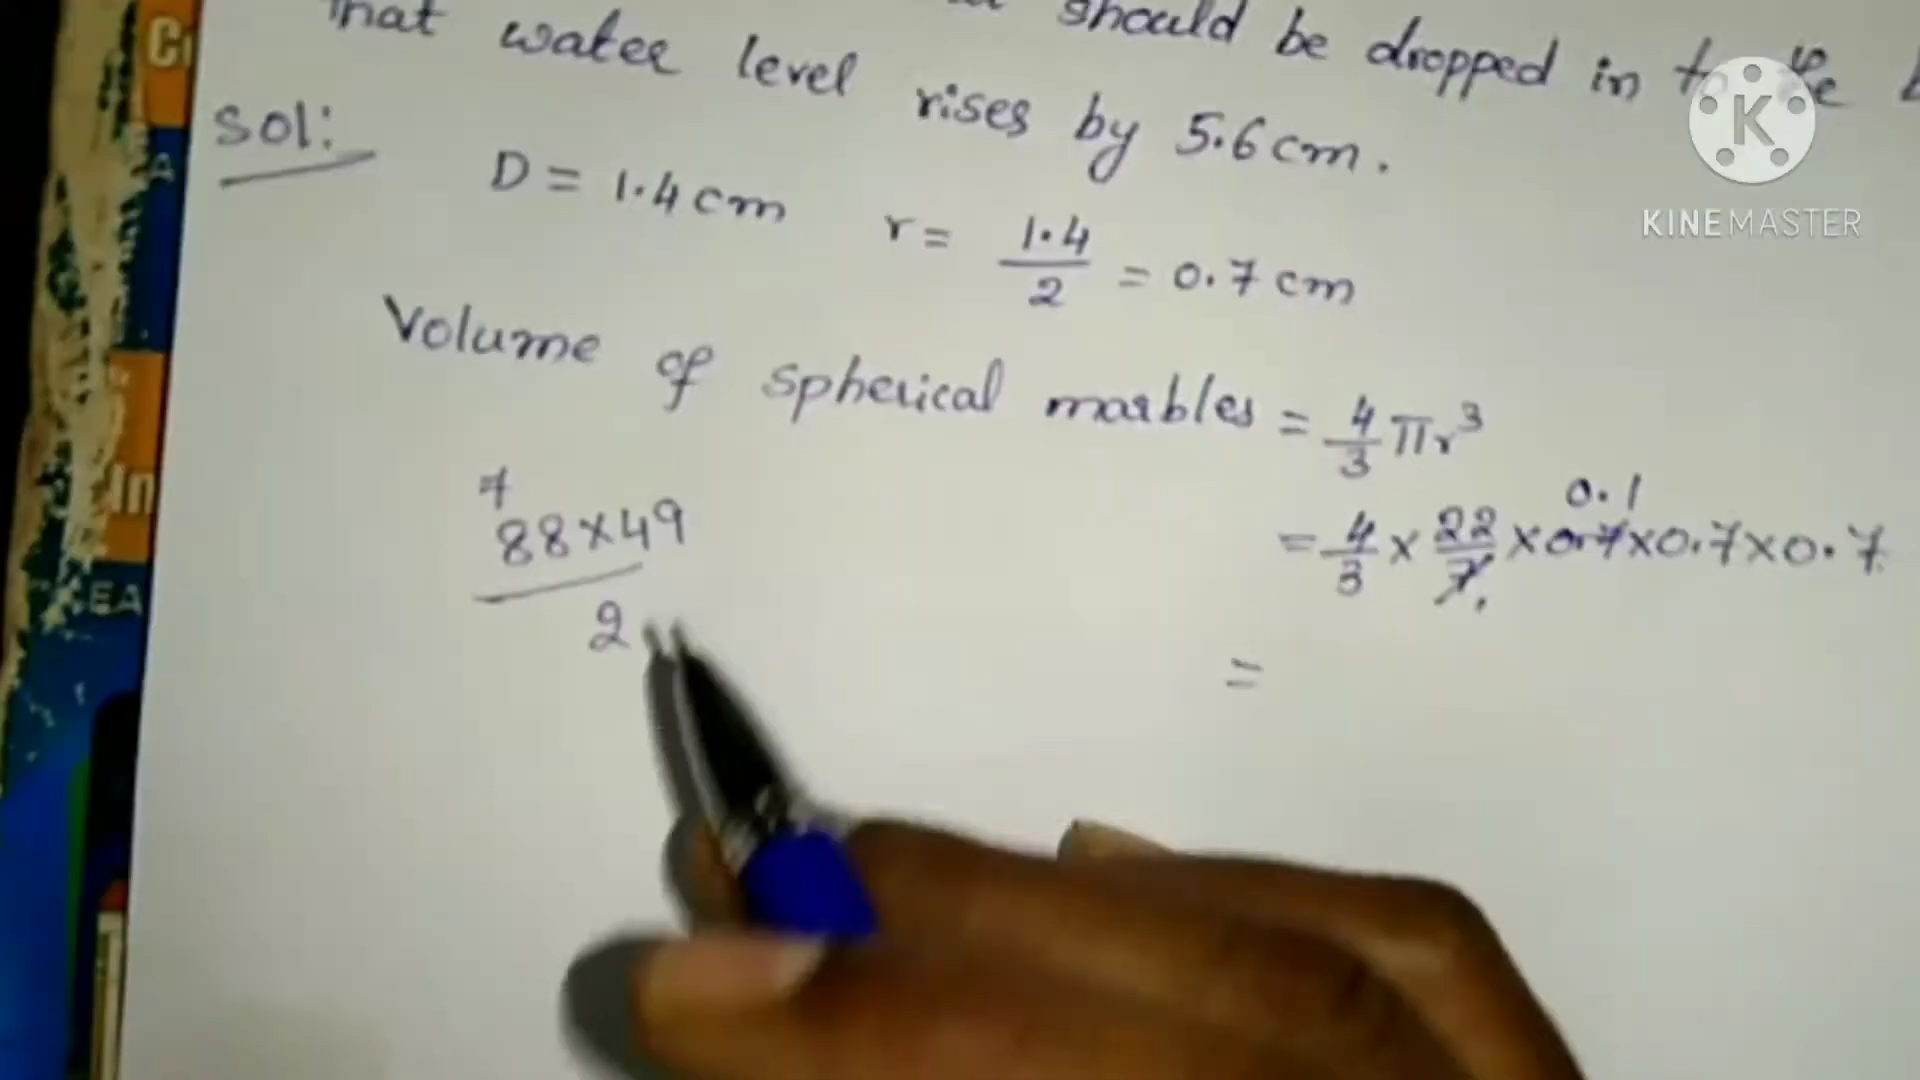 should be dropped in to the
that water level rises by 5.6 cm.
Sol:
D = 1.4 cm r = 1.4/2 = 0.7 cm
Volume of spherical marbles = 4/3 πr³
= 4/3 × 22/7 × 0.7 × 0.7 × 0.7
0.1
=
7
88×49
2
KINEMASTER